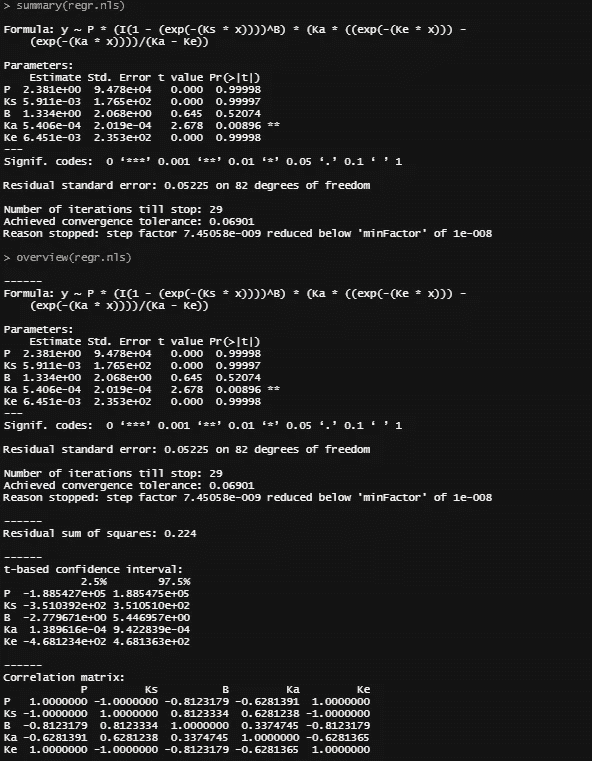 > summary(regr.nls)
Formula: y ~ P * (I(1 - (exp(-(Ks * x))))^B) * (Ka * ((exp(-(Ke * x))) -
(exp(-(Ka * x))))/(Ka - Ke))
Parameters:
Estimate Std. Error t value Pr(>|t|)
P 2.381e+00 9.478e+04 0.000 0.99998
Ks 5.911e-03 1.765e+02 0.000 0.99997
B 1.334e+00 2.068e+00 0.645 0.52074
Ka 5.406e-04 2.019e-04 2.678 0.00896 **
Ke 6.451e-03 2.353e+02 0.000 0.99998
---
Signif. codes: 0 ‘***’ 0.001 ‘**’ 0.01 ‘*’ 0.05 ‘.’ 0.1 ‘ ’ 1
Residual standard error: 0.05225 on 82 degrees of freedom
Number of iterations till stop: 29
Achieved convergence tolerance: 0.06901
Reason stopped: step factor 7.45058e-009 reduced below 'minFactor' of 1e-008
> overview(regr.nls)
------
Formula: y ~ P * (I(1 - (exp(-(Ks * x))))^B) * (Ka * ((exp(-(Ke * x))) -
(exp(-(Ka * x))))/(Ka - Ke))
Parameters:
Estimate Std. Error t value Pr(>|t|)
P 2.381e+00 9.478e+04 0.000 0.99998
Ks 5.911e-03 1.765e+02 0.000 0.99997
B 1.334e+00 2.068e+00 0.645 0.52074
Ka 5.406e-04 2.019e-04 2.678 0.00896 **
Ke 6.451e-03 2.353e+02 0.000 0.99998
---
Signif. codes: 0 ‘***’ 0.001 ‘**’ 0.01 ‘*’ 0.05 ‘.’ 0.1 ‘ ’ 1
Residual standard error: 0.05225 on 82 degrees of freedom
Number of iterations till stop: 29
Achieved convergence tolerance: 0.06901
Reason stopped: step factor 7.45058e-009 reduced below 'minFactor' of 1e-008
------
Residual sum of squares: 0.224
------
t-based confidence interval:
2.5% 97.5%
P -1.885427e+05 1.885475e+05
Ks -3.510392e+02 3.510510e+02
B -2.779671e+00 5.446957e+00
Ka 1.389616e-04 9.422839e-04
Ke -4.681234e+02 4.681363e+02
------
Correlation matrix:
P Ks B Ka Ke
P 1.0000000 -1.0000000 -0.8123179 -0.6281391 1.0000000
Ks -1.0000000 1.0000000 0.8123334 0.6281238 -1.0000000
B -0.8123179 0.8123334 1.0000000 0.3374745 -0.8123179
Ka -0.6281391 0.6281238 0.3374745 1.0000000 -0.6281365
Ke 1.0000000 -1.0000000 -0.8123179 -0.6281365 1.0000000